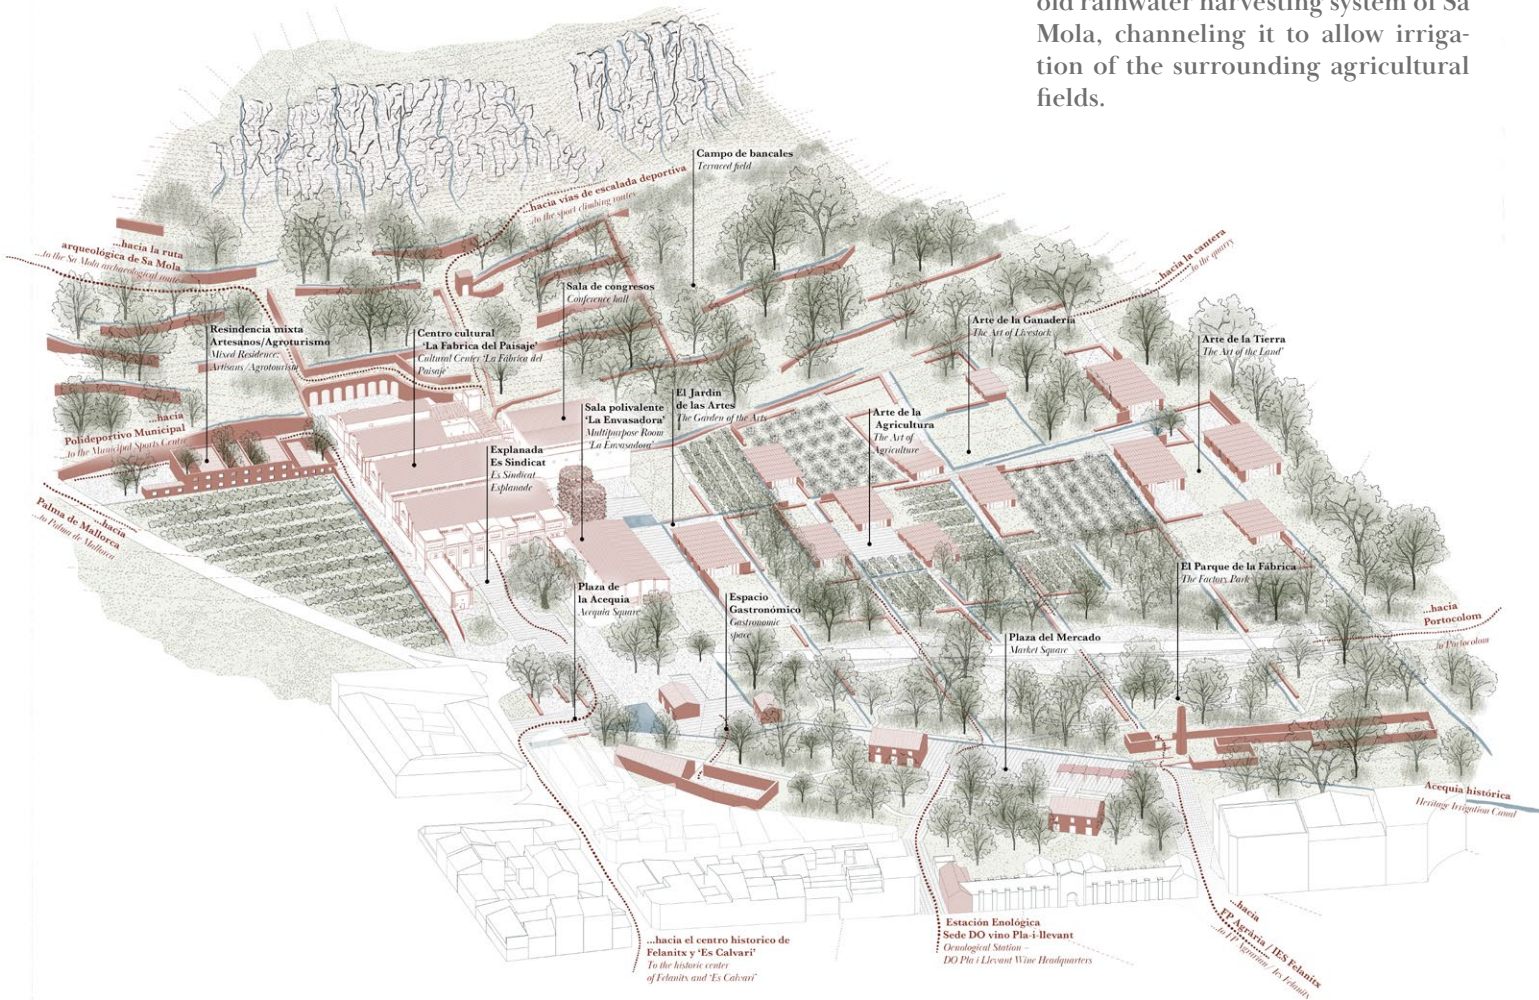 old rainwater harvesting system of Sa
Mola, channeling it to allow irriga-
tion of the surrounding agricultural
fields.
Campo de bancales
Terraced field
...hacia vías de escalada deportiva
...to the sport climbing routes
...hacia la ruta
arqueológica de Sa Mola
...to the Sa Mola archaeological route
...hacia la cantera
...to the quarry
Sala de congresos
Conference hall
Resindencia mixta
Artesanos/Agroturismo
Mixed Residence:
Artisans /Agrotourism
Centro cultural
'La Fabrica del Paisaje'
Cultural Center 'La Fábrica del
Paisaje
Arte de la Ganadería
The Art of Livestock
Arte de la Tierra
The Art of the Land'
El Jardín
de las Artes
The Garden of the Arts
Sala polivalente
'La Envasadora'
Multipurpose Room
'La Envasadora'
Arte de la
Agricultura
The Art of
Agriculture
...hacia
Polideportivo Municipal
...to the Municipal Sports Centre
Explanada
Es Sindicat
Es Sindicat
Esplanade
...hacia
Palma de Mallorca
...to Palma de Mallorca
Plaza de
la Acequia
Acequia Square
Espacio
Gastronómico
Gastronomic
space
El Parque de la Fábrica
The Factory Park
Plaza del Mercado
Market Square
...hacia
Portocolom
...to Portocolom
Acequia histórica
Heritage Irrigation Canal
...hacia el centro historico de
Felanitx y 'Es Calvari'
To the historic center
of Felanitx and 'Es Calvari'
Estación Enológica
Sede DO vino Pla-i-llevant
Oenological Station –
DO Pla i Llevant Wine Headquarters
...hacia
FP Agrària / IES Felanitx
...to FP Agrarian / Ies Felanitx